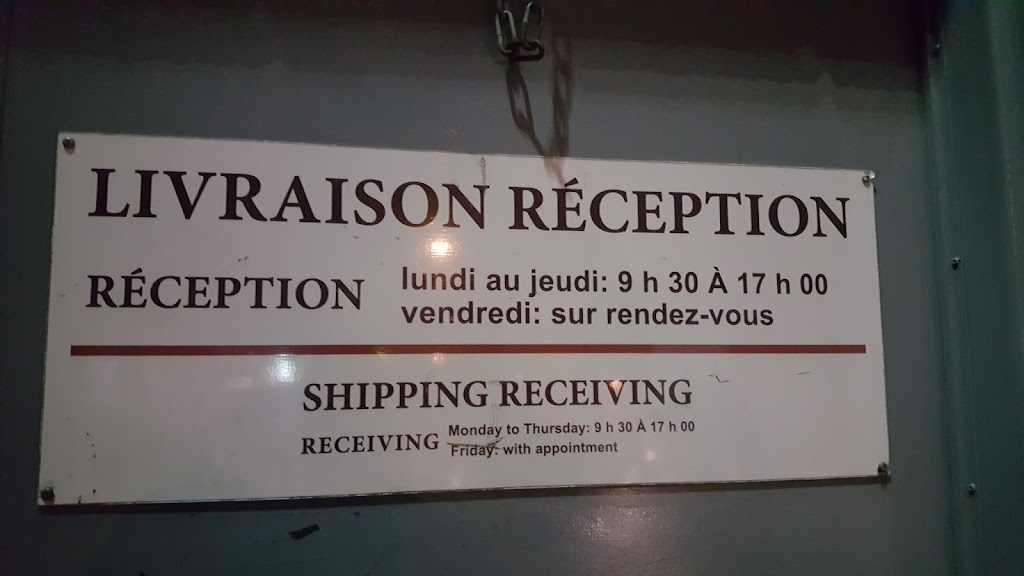 LIVRAISON RÉCEPTION
RÉCEPTION
lundi au jeudi: 9 h 30 À 17 h 00
vendredi: sur rendez-vous
SHIPPING RECEIVING
RECEIVING
Monday to Thursday: 9 h 30 À 17 h 00
Friday: with appointment